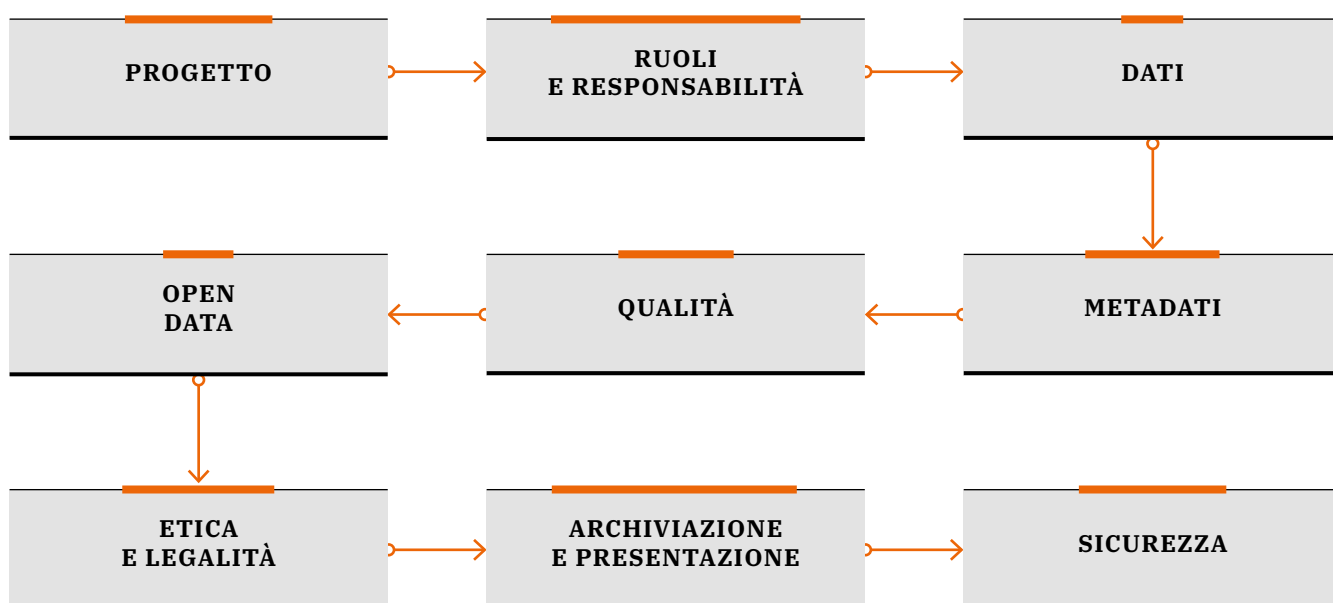 PROGETTO
RUOLI
E RESPONSABILITÀ
DATI
OPEN
DATA
QUALITÀ
METADATI
ETICA
E LEGALITÀ
ARCHIVIAZIONE
E PRESENTAZIONE
SICUREZZA